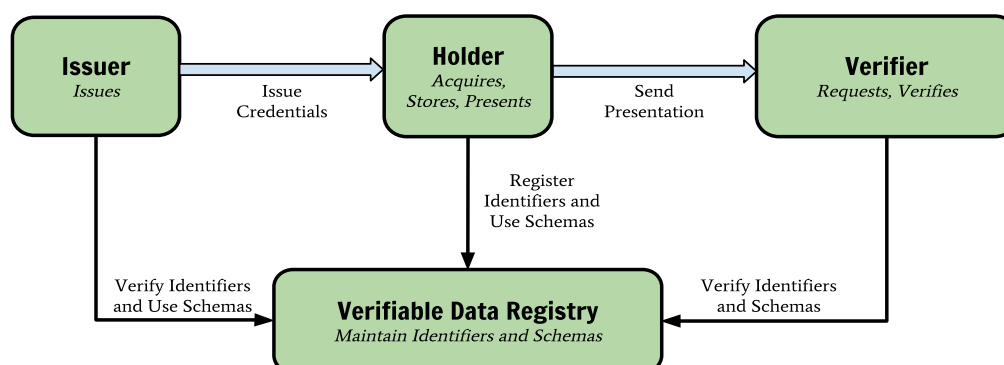 Issuer
Issues
Issue
Credentials
Holder
Acquires,
Stores, Presents
Send
Presentation
Verifier
Requests, Verifies
Register
Identifiers and
Use Schemas
Verify Identifiers
and Use Schemas
Verifiable Data Registry
Maintain Identifiers and Schemas
Verify Identifiers
and Schemas